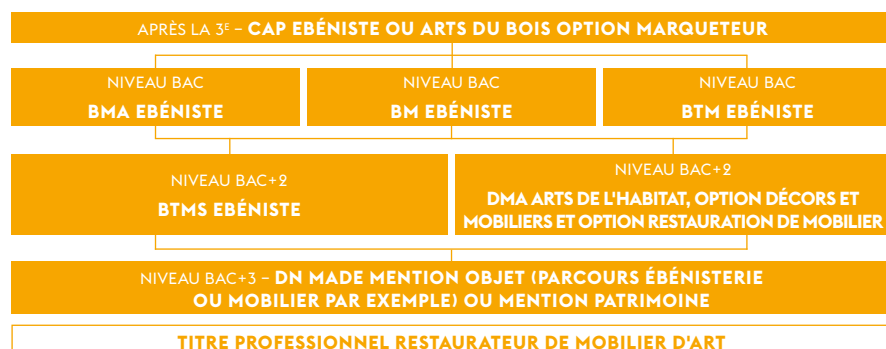 APRÈS LA 3E – CAP EBÉNISTE OU ARTS DU BOIS OPTION MARQUETEUR
NIVEAU BAC
BMA EBÉNISTE
NIVEAU BAC
BM EBÉNISTE
NIVEAU BAC
BTM EBÉNISTE
NIVEAU BAC+2
BTMS EBÉNISTE
NIVEAU BAC+2
DMA ARTS DE L'HABITAT, OPTION DÉCORS ET
MOBILIERS ET OPTION RESTAURATION DE MOBILIER
NIVEAU BAC+3 – DN MADE MENTION OBJET (PARCOURS ÉBÉNISTERIE
OU MOBILIER PAR EXEMPLE) OU MENTION PATRIMOINE
TITRE PROFESSIONNEL RESTAURATEUR DE MOBILIER D'ART